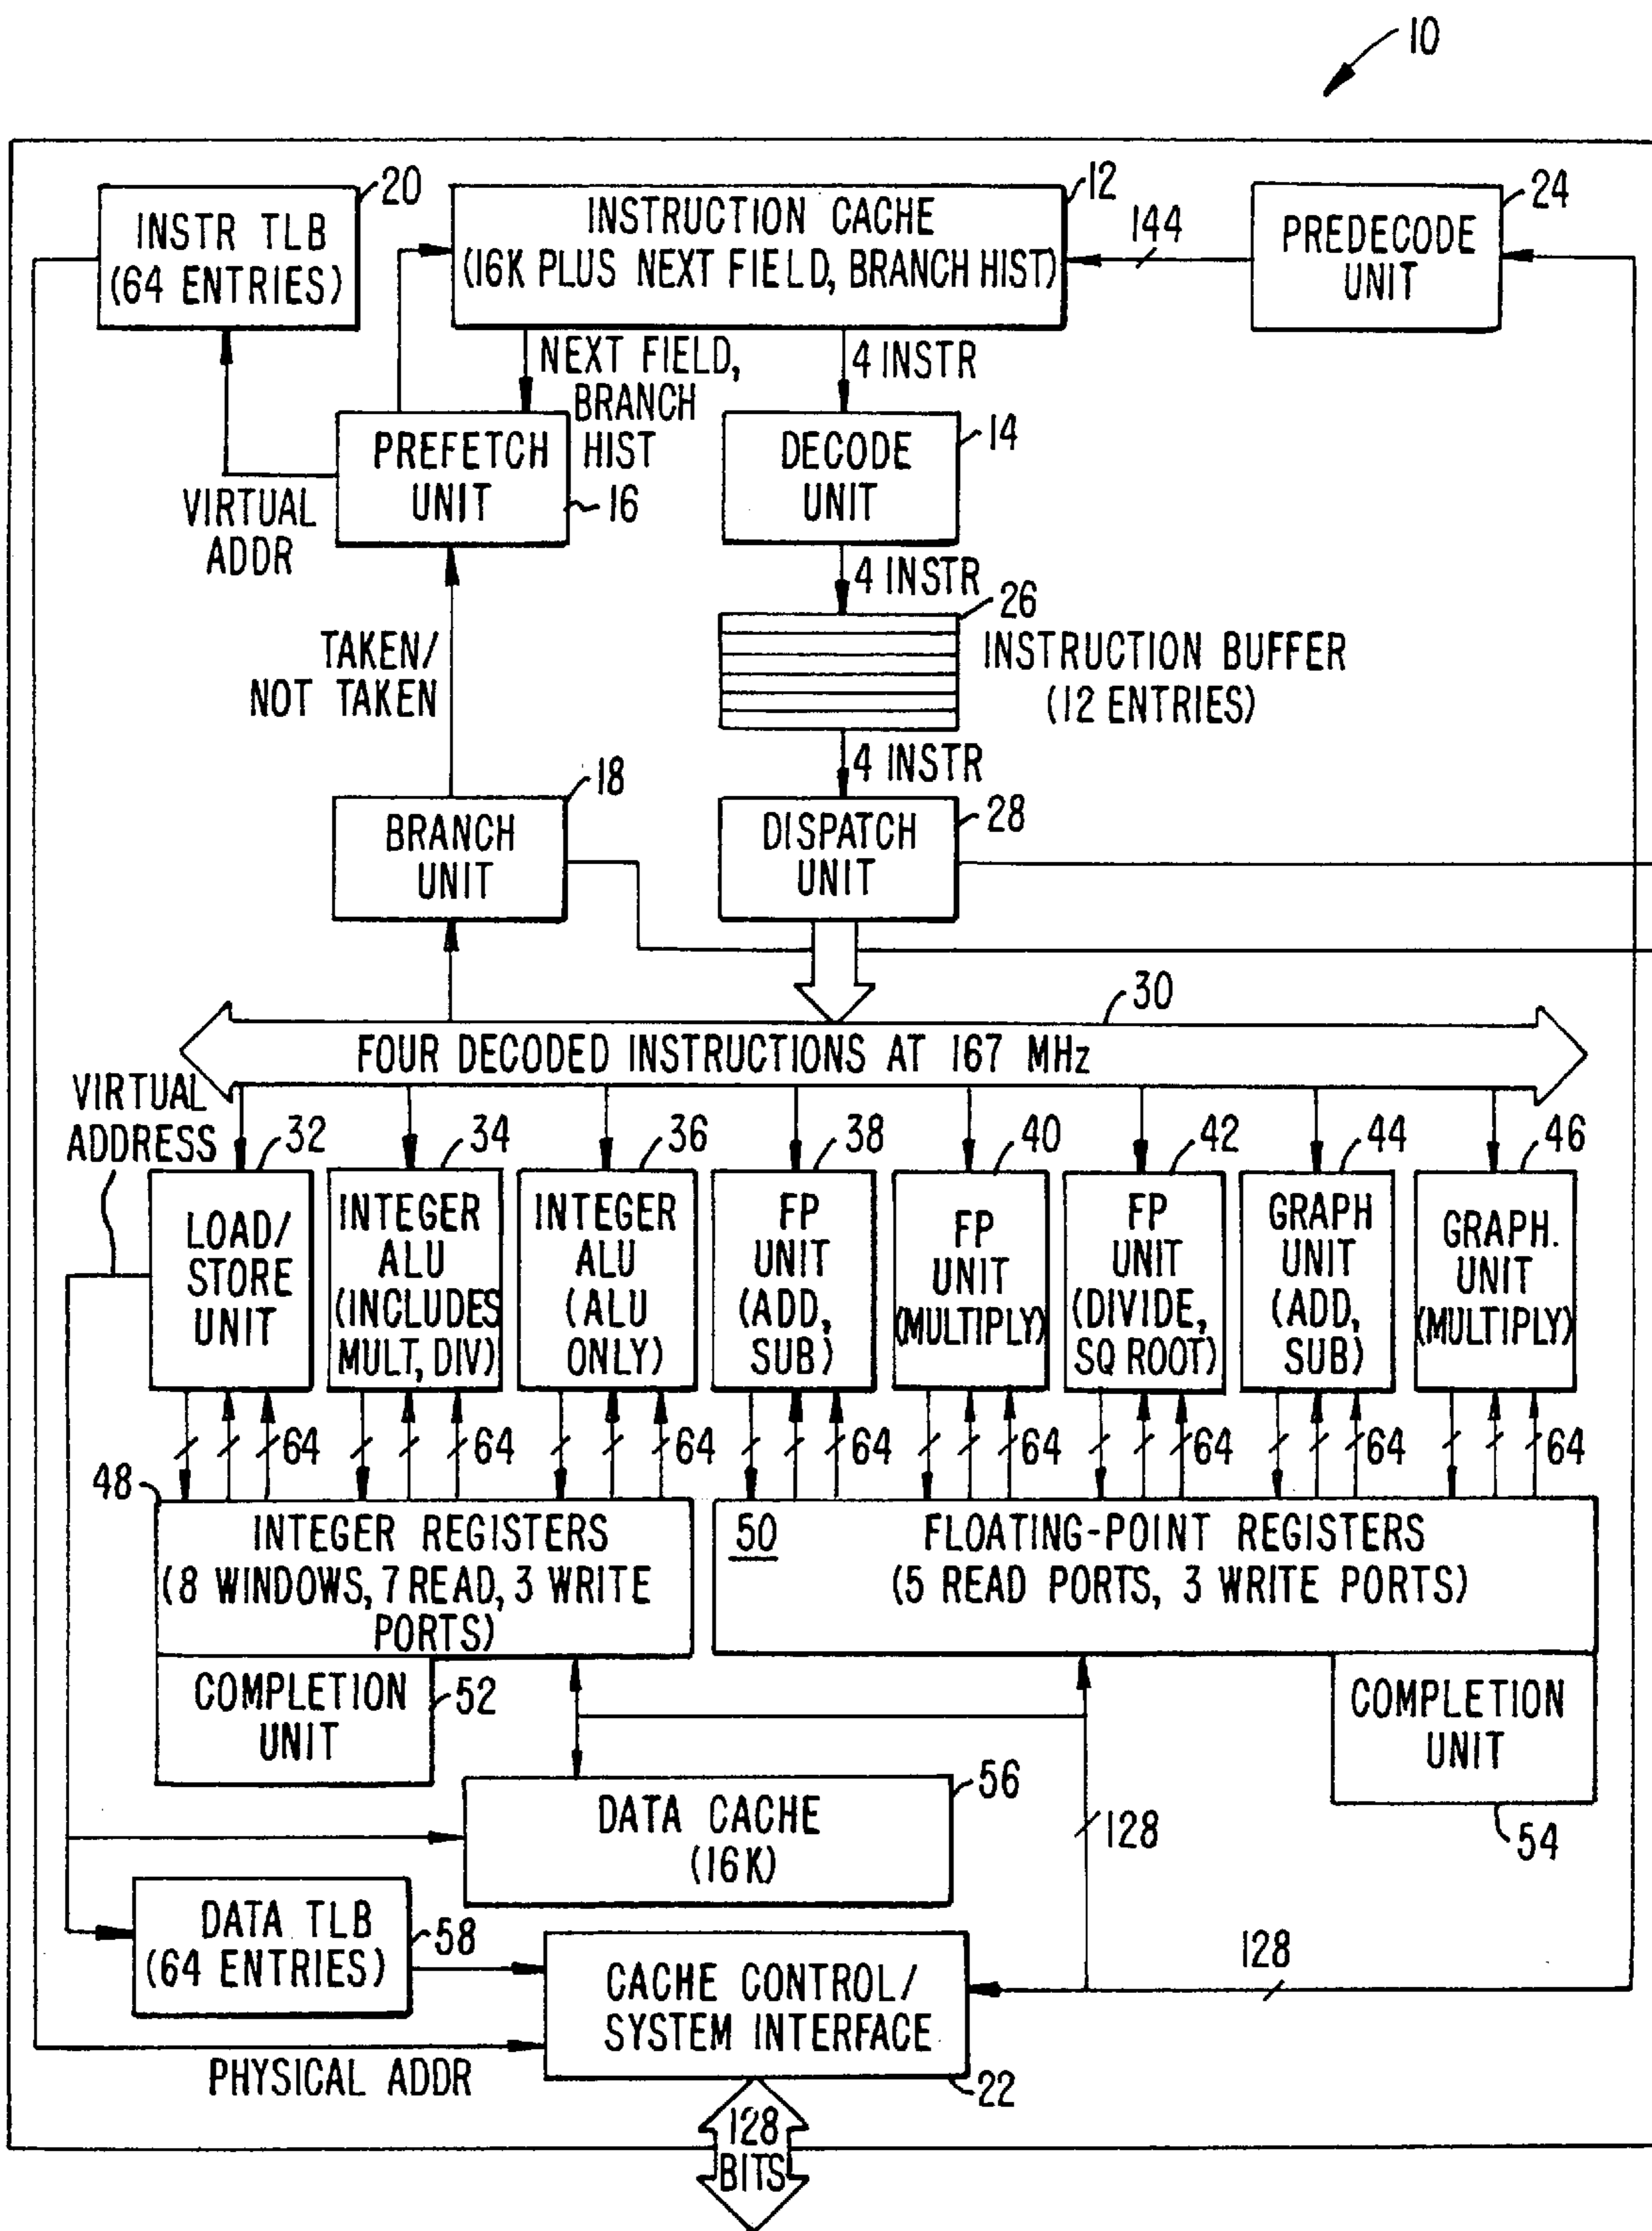 10
20
INSTR TLB
(64 ENTRIES)
12
INSTRUCTION CACHE
(16K PLUS NEXT FIELD, BRANCH HIST)
144
24
PREDECODE
UNIT
NEXT FIELD,
BRANCH
HIST
4 INSTR
PREFETCH
UNIT
16
VIRTUAL
ADDR
DECODE
UNIT
14
4 INSTR
26
INSTRUCTION BUFFER
(12 ENTRIES)
TAKEN/
NOT TAKEN
4 INSTR
18
BRANCH
UNIT
DISPATCH
UNIT
28
30
FOUR DECODED INSTRUCTIONS AT 167 MHz
VIRTUAL
ADDRESS
32
LOAD/
STORE
UNIT
34
INTEGER
ALU
(INCLUDES
MULT, DIV)
36
INTEGER
ALU
(ALU
ONLY)
38
FP
UNIT
(ADD,
SUB)
40
FP
UNIT
(MULTIPLY)
42
FP
UNIT
(DIVIDE,
SQ ROOT)
44
GRAPH
UNIT
(ADD,
SUB)
46
GRAPH.
UNIT
(MULTIPLY)
64
64
64
64
64
64
64
64
48
INTEGER REGISTERS
(8 WINDOWS, 7 READ, 3 WRITE
PORTS)
50
FLOATING-POINT REGISTERS
(5 READ PORTS, 3 WRITE PORTS)
COMPLETION
UNIT
52
COMPLETION
UNIT
54
56
DATA CACHE
(16K)
128
DATA TLB
(64 ENTRIES)
58
CACHE CONTROL/
SYSTEM INTERFACE
22
128
PHYSICAL ADDR
128
BITS